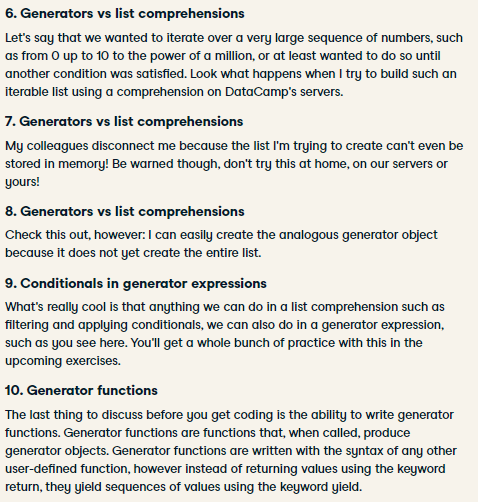 6. Generators vs list comprehensions
Let's say that we wanted to iterate over a very large sequence of numbers, such
as from 0 up to 10 to the power of a million, or at least wanted to do so until
another condition was satisfied. Look what happens when I try to build such an
iterable list using a comprehension on DataCamp's servers.
7. Generators vs list comprehensions
My colleagues disconnect me because the list I'm trying to create can't even be
stored in memory! Be warned though, don't try this at home, on our servers or
yours!
8. Generators vs list comprehensions
Check this out, however: I can easily create the analogous generator object
because it does not yet create the entire list.
9. Conditionals in generator expressions
What's really cool is that anything we can do in a list comprehension such as
filtering and applying conditionals, we can also do in a generator expression,
such as you see here. You'll get a whole bunch of practice with this in the
upcoming exercises.
10. Generator functions
The last thing to discuss before you get coding is the ability to write generator
functions. Generator functions are functions that, when called, produce
generator objects. Generator functions are written with the syntax of any other
user-defined function, however instead of returning values using the keyword
return, they yield sequences of values using the keyword yield.